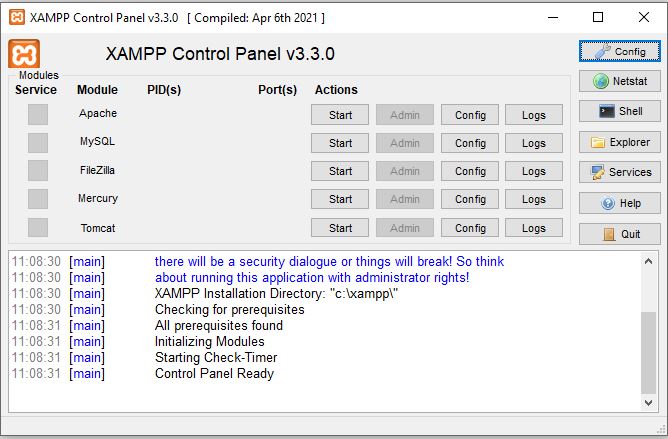 XAMPP Control Panel v3.3.0 [ Compiled: Apr 6th 2021 ]
XAMPP Control Panel v3.3.0
Config
Netstat
Shell
Explorer
Services
Help
Quit
Modules
Service Module PID(s) Port(s) Actions
Apache Start Admin Config Logs
MySQL Start Admin Config Logs
FileZilla Start Admin Config Logs
Mercury Start Admin Config Logs
Tomcat Start Admin Config Logs
11:08:30 [main] there will be a security dialogue or things will break! So think
11:08:30 [main] about running this application with administrator rights!
11:08:30 [main] XAMPP Installation Directory: "c:\xampp\"
11:08:30 [main] Checking for prerequisites
11:08:31 [main] All prerequisites found
11:08:31 [main] Initializing Modules
11:08:31 [main] Starting Check-Timer
11:08:31 [main] Control Panel Ready